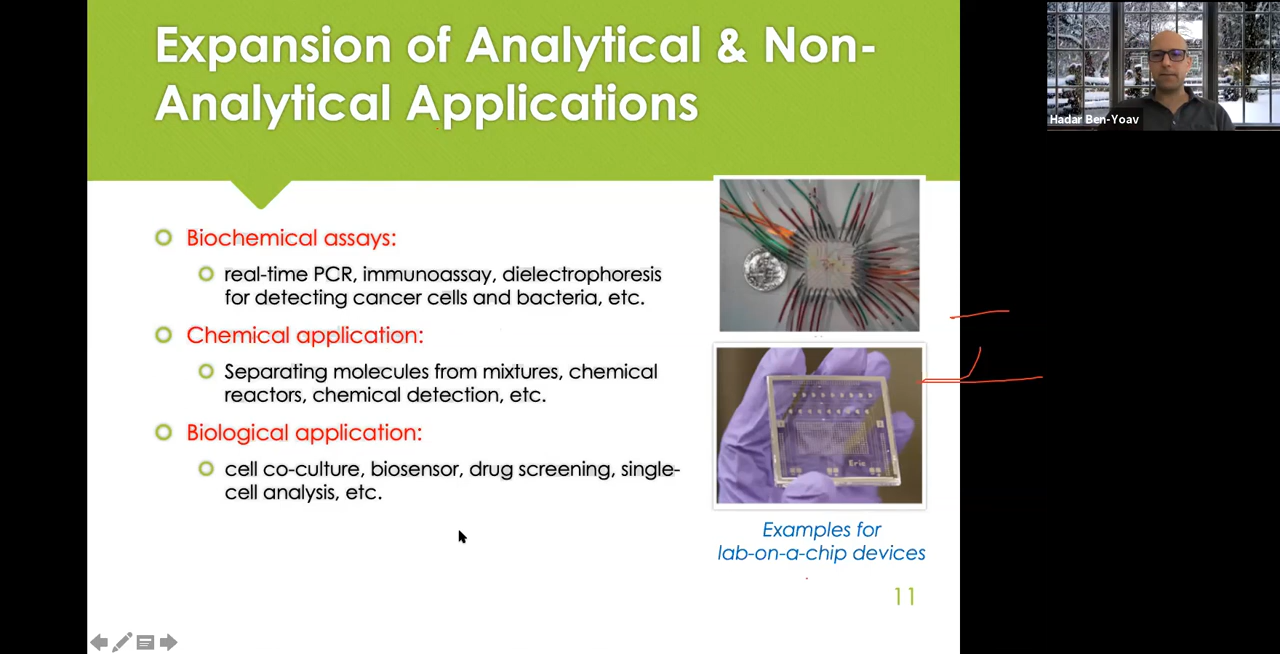 Expansion of Analytical & Non-
Analytical Applications
Biochemical assays:
real-time PCR, immunoassay, dielectrophoresis
for detecting cancer cells and bacteria, etc.
Chemical application:
Separating molecules from mixtures, chemical
reactors, chemical detection, etc.
Biological application:
cell co-culture, biosensor, drug screening, single-
cell analysis, etc.
Eric
Examples for
lab-on-a-chip devices
11
Hadar Ben-Yoav